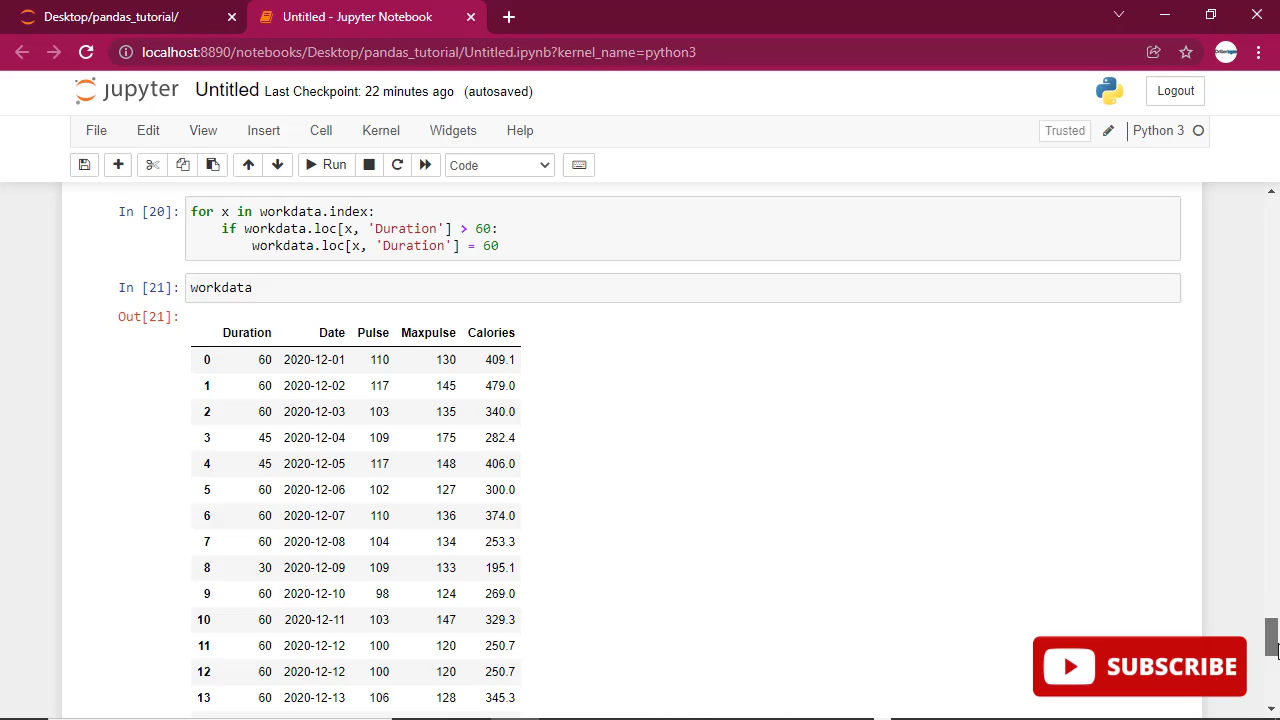 Desktop/pandas_tutorial/
Untitled - Jupyter Notebook
localhost:8890/notebooks/Desktop/pandas_tutorial/Untitled.ipynb?kernel_name=python3
jupyter Untitled Last Checkpoint: 22 minutes ago (autosaved)
Logout
File Edit View Insert Cell Kernel Widgets Help
Trusted
Python 3
Run
Code
In [20]: for x in workdata.index:
if workdata.loc[x, 'Duration'] > 60:
workdata.loc[x, 'Duration'] = 60
In [21]: workdata
Out[21]:
Duration Date Pulse Maxpulse Calories
0 60 2020-12-01 110 130 409.1
1 60 2020-12-02 117 145 479.0
2 60 2020-12-03 103 135 340.0
3 45 2020-12-04 109 175 282.4
4 45 2020-12-05 117 148 406.0
5 60 2020-12-06 102 127 300.0
6 60 2020-12-07 110 136 374.0
7 60 2020-12-08 104 134 253.3
8 30 2020-12-09 109 133 195.1
9 60 2020-12-10 98 124 269.0
10 60 2020-12-11 103 147 329.3
11 60 2020-12-12 100 120 250.7
12 60 2020-12-12 100 120 250.7
13 60 2020-12-13 106 128 345.3
SUBSCRIBE